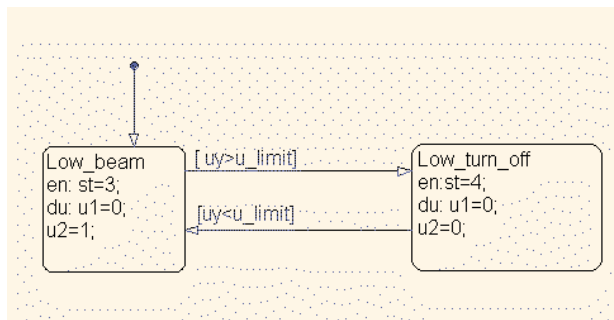 Low_beam
en: st=3;
du: u1=0;
u2=1;
[ uy>u_limit]
[uy<u_limit]
Low_turn_off
en:st=4;
du: u1=0;
u2=0;